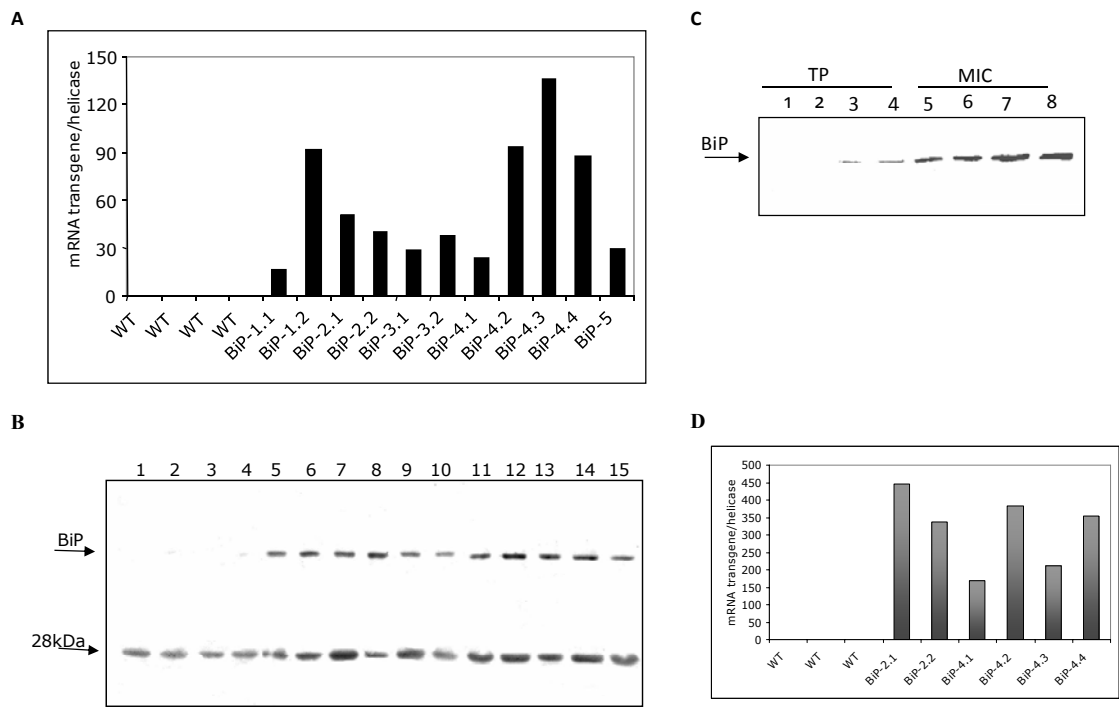 A
mRNA transgene/helicase
150
120
90
60
30
0
WT WT WT WT BiP-1.1 BiP-1.2 BiP-2.1 BiP-2.2 BiP-3.1 BiP-3.2 BiP-4.1 BiP-4.2 BiP-4.3 BiP-4.4 BiP-5
C
TP MIC
1 2 3 4 5 6 7 8
BiP
B
1 2 3 4 5 6 7 8 9 10 11 12 13 14 15
BiP
28kDa
D
mRNA transgene/helicase
500
450
400
350
300
250
200
150
100
50
0
WT WT WT BiP-2.1 BiP-2.2 BiP-4.1 BiP-4.2 BiP-4.3 BiP-4.4